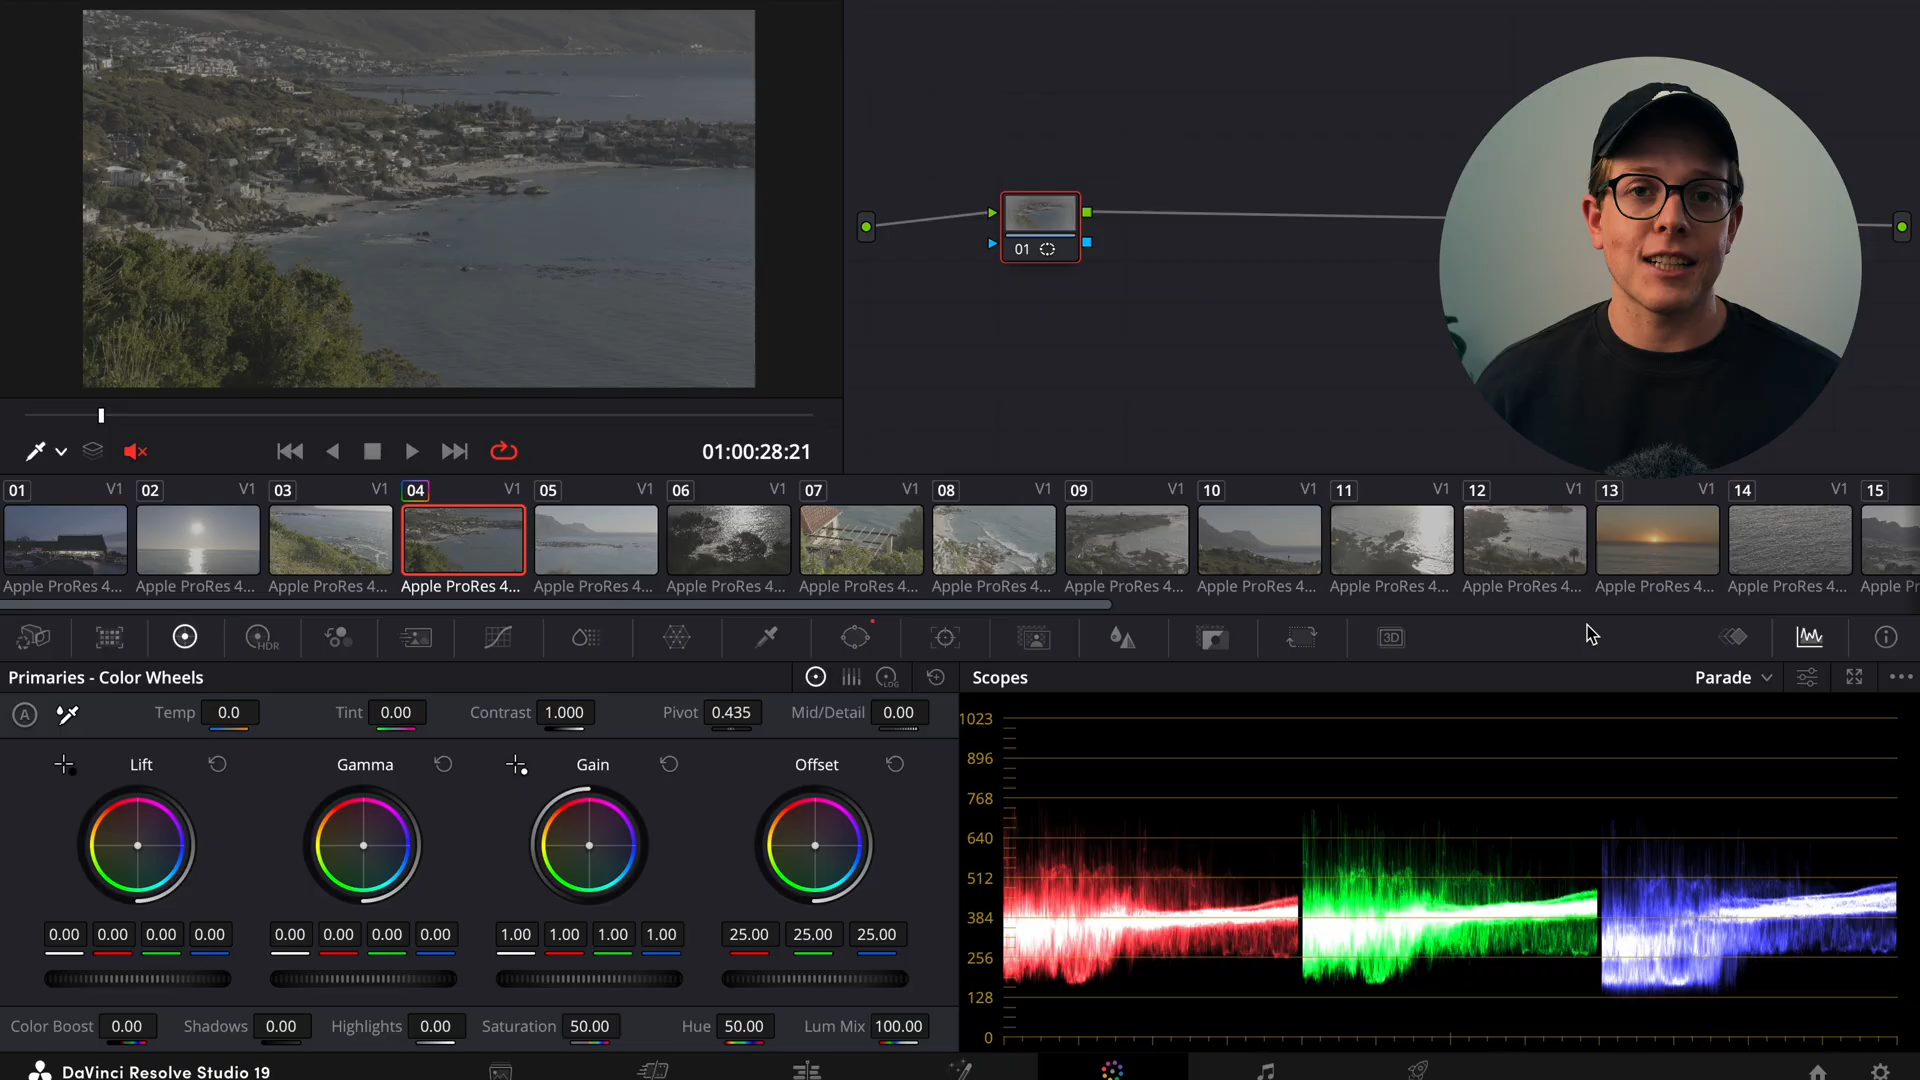 01
01:00:28:21
01 V1 02 V1 03 V1 04 V1 05 V1 06 V1 07 V1 08 V1 09 V1 10 V1 11 V1 12 V1 13 V1 14 V1 15
Apple ProRes 4... Apple ProRes 4... Apple ProRes 4... Apple ProRes 4... Apple ProRes 4... Apple ProRes 4... Apple ProRes 4... Apple ProRes 4... Apple ProRes 4... Apple ProRes 4... Apple ProRes 4... Apple ProRes 4... Apple ProRes 4... Apple ProRes 4... Apple P
HDR 3D
Primaries - Color Wheels LOG
A Temp 0.0 Tint 0.00 Contrast 1.000 Pivot 0.435 Mid/Detail 0.00
Lift Gamma Gain Offset
0.00 0.00 0.00 0.00 0.00 0.00 0.00 0.00 1.00 1.00 1.00 1.00 25.00 25.00 25.00
Color Boost 0.00 Shadows 0.00 Highlights 0.00 Saturation 50.00 Hue 50.00 Lum Mix 100.00
Scopes Parade
1023
896
768
640
512
384
256
128
0
DaVinci Resolve Studio 19